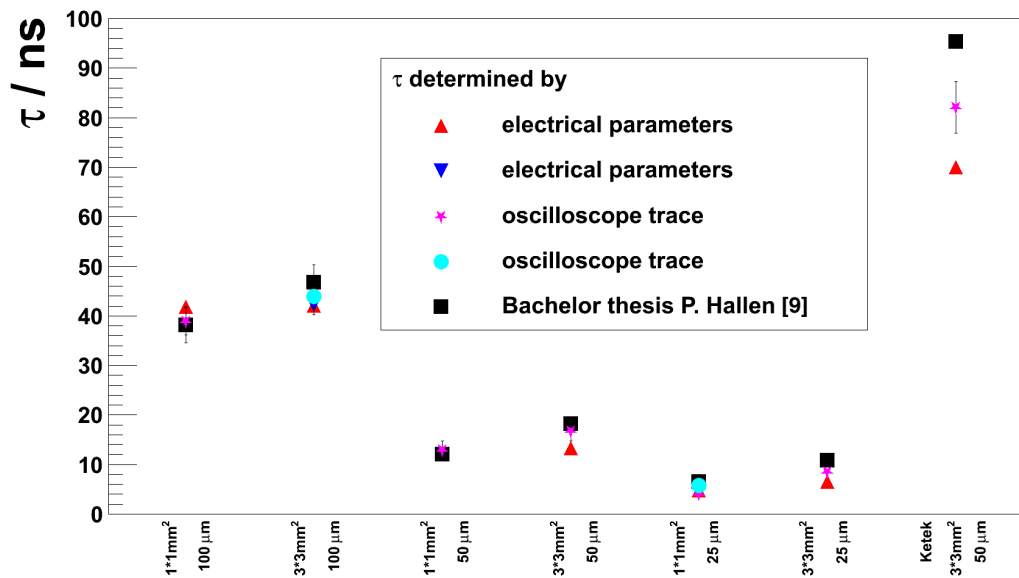 τ / ns
100
90
80
70
60
50
40
30
20
10
0
τ determined by
electrical parameters
electrical parameters
oscilloscope trace
oscilloscope trace
Bachelor thesis P. Hallen [9]
1*1mm²
100 μm
3*3mm²
100 μm
1*1mm²
50 μm
3*3mm²
50 μm
1*1mm²
25 μm
3*3mm²
25 μm
Ketek
3*3mm²
50 μm